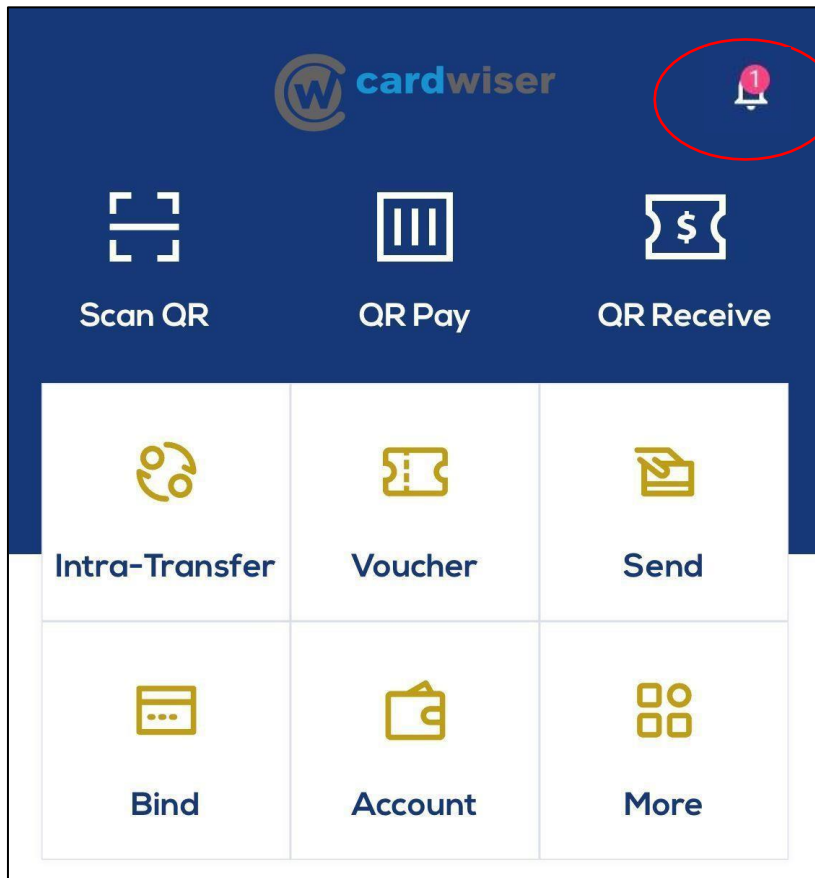 cardwiser
1
Scan QR
QR Pay
QR Receive
Intra-Transfer
Voucher
Send
Bind
Account
More